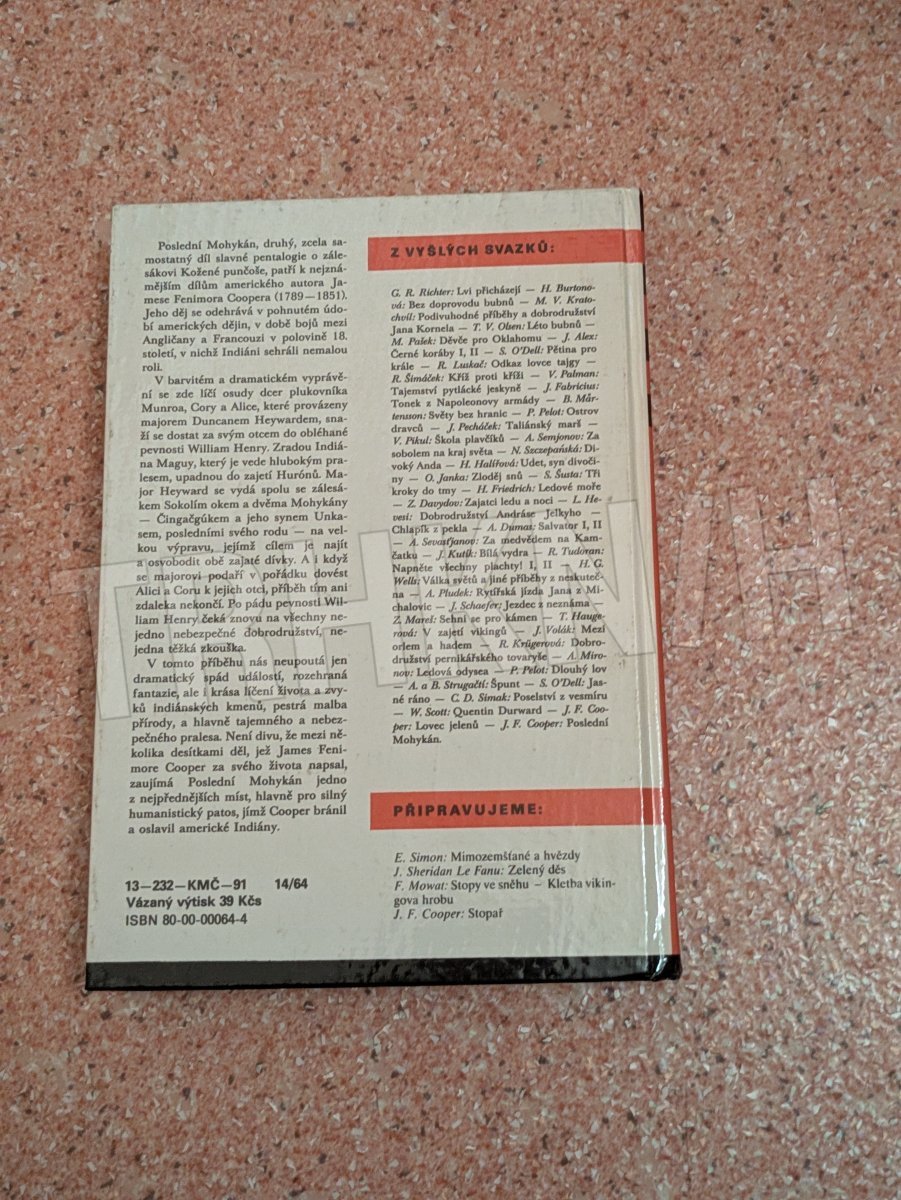 Poslední Mohykán, druhý, zcela sa-
mostatný díl slavné pentalogie o zále-
sákovi Kožené punčoše, patří k nejzná-
mějším dílům amerického autora Ja-
mese Fenimora Coopera (1789—1851).
Jeho děj se odehrává v pohnutém údo-
bí amerických dějin, v době bojů mezi
Angličany a Francouzi v polovině 18.
století, v nichž Indiáni sehráli nemalou
roli.
V barvitém a dramatickém vyprávě-
ní se zde líčí osudy dcer plukovníka
Munroa, Cory a Alice, které provázeny
majorem Duncanem Heywardem, sna-
ží se dostat za svým otcem do obléhané
pevnosti William Henry. Zradou Indiá-
na Maguy, který je vede hlubokým pra-
lesem, upadnou do zajetí Hurónů. Ma-
jor Heyward se vydá spolu se zálesá-
kem Sokolím okem a dvěma Mohykány
— Čingačgúkem a jeho synem Unka-
sem, posledními svého rodu — na vel-
kou výpravu, jejímž cílem je najít
a osvobodit obě zajaté dívky. A i když
se majorovi podaří v pořádku dovést
Alici a Coru k jejich otci, příběh tím ani
zdaleka nekončí. Po pádu pevnosti Wil-
liam Henry čeká znovu na všechny ne-
jedno nebezpečné dobrodružství, ne-
jedna těžká zkouška.
V tomto příběhu nás neupoutá jen
dramatický spád událostí, rozehraná
fantazie, ale i krása líčení života a zvy-
ků indiánských kmenů, pestrá malba
přírody, a hlavně tajemného a nebez-
pečného pralesa. Není divu, že mezi ně-
kolika desítkami děl, jež James Feni-
more Cooper za svého života napsal,
zaujímá Poslední Mohykán jedno
z nejpřednějších míst, hlavně pro silný
humanistický patos, jímž Cooper bránil
a oslavil americké Indiány.
13—232—KMČ—91 14/64
Vázaný výtisk 39 Kčs
ISBN 80-00-00064-4
Z VYŠLÝCH SVAZKŮ:
G. R. Richter: Lvi přicházejí — H. Burtono-
vá: Bez doprovodu bubnů — M. V. Krato-
chvíl: Podivuhodné příběhy a dobrodružství
Jana Kornela — T. V. Olsen: Léto bubnů —
M. Pašek: Děvče pro Oklahomu — J. Alex:
Černé koráby I, II — S. O'Dell: Pětina pro
krále — R. Luskač: Odkaz lovce tajgy —
R. Šimáček: Kříž proti kříži — V. Palman:
Tajemství pytlácké jeskyně — J. Fabricius:
Tonek z Napoleonovy armády — B. Mår-
tensson: Světy bez hranic — P. Pelot: Ostrov
dravců — J. Pecháček: Taliánský marš —
V. Pikul: Škola plavčíků — A. Semjonov: Za
sobolem na kraj světa — N. Szczepańská: Di-
voký Anda — H. Halířová: Udet, syn divoči-
ny — O. Janka: Zloděj snů — S. Šusta: Tři
kroky do tmy — H. Friedrich: Ledové moře
— Z. Davydov: Zajatci ledu a noci — L. He-
vesi: Dobrodružství Andráse Jelkyho —
Chlapík z pekla — A. Dumas: Salvator I, II
— A. Sevasťjanov: Za medvědem na Kam-
čatku — J. Kutík: Bílá vydra — R. Tudoran:
Napněte všechny plachty! I, II — H. G.
Wells: Válka světů a jiné příběhy z neskuteč-
na — A. Pludek: Rytířská jízda Jana z Mi-
chalovic — J. Schaefer: Jezdec z neznáma —
Z. Mareš: Sehni se pro kámen — T. Hauge-
rová: V zajetí vikingů — J. Volák: Mezi
orlem a hadem — R. Krügerová: Dobro-
družství pernikářského tovaryše — A. Miro-
nov: Ledová odysea — P. Pelot: Dlouhý lov
— A. a B. Strugačtí: Špunt — S. O'Dell: Jas-
né ráno — C. D. Simak: Poselství z vesmíru
— W. Scott: Quentin Durward — J. F. Coo-
per: Lovec jelenů — J. F. Cooper: Poslední
Mohykán.
PŘIPRAVUJEME:
E. Simon: Mimozemšťané a hvězdy
J. Sheridan Le Fanu: Zelený děs
F. Mowat: Stopy ve sněhu — Kletba vikin-
gova hrobu
J. F. Cooper: Stopař